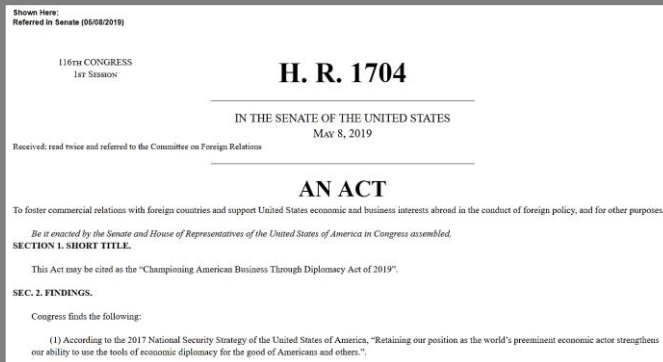 Shown Here:
Referred in Senate (05/08/2019)
116TH CONGRESS
1ST SESSION
H. R. 1704
IN THE SENATE OF THE UNITED STATES
MAY 8, 2019
Received; read twice and referred to the Committee on Foreign Relations
AN ACT
To foster commercial relations with foreign countries and support United States economic and business interests abroad in the conduct of foreign policy, and for other purposes
Be it enacted by the Senate and House of Representatives of the United States of America in Congress assembled,
SECTION 1. SHORT TITLE.
This Act may be cited as the “Championing American Business Through Diplomacy Act of 2019”.
SEC. 2. FINDINGS.
Congress finds the following:
(1) According to the 2017 National Security Strategy of the United States of America, “Retaining our position as the world’s preeminent economic actor strengthens
our ability to use the tools of economic diplomacy for the good of Americans and others.”.